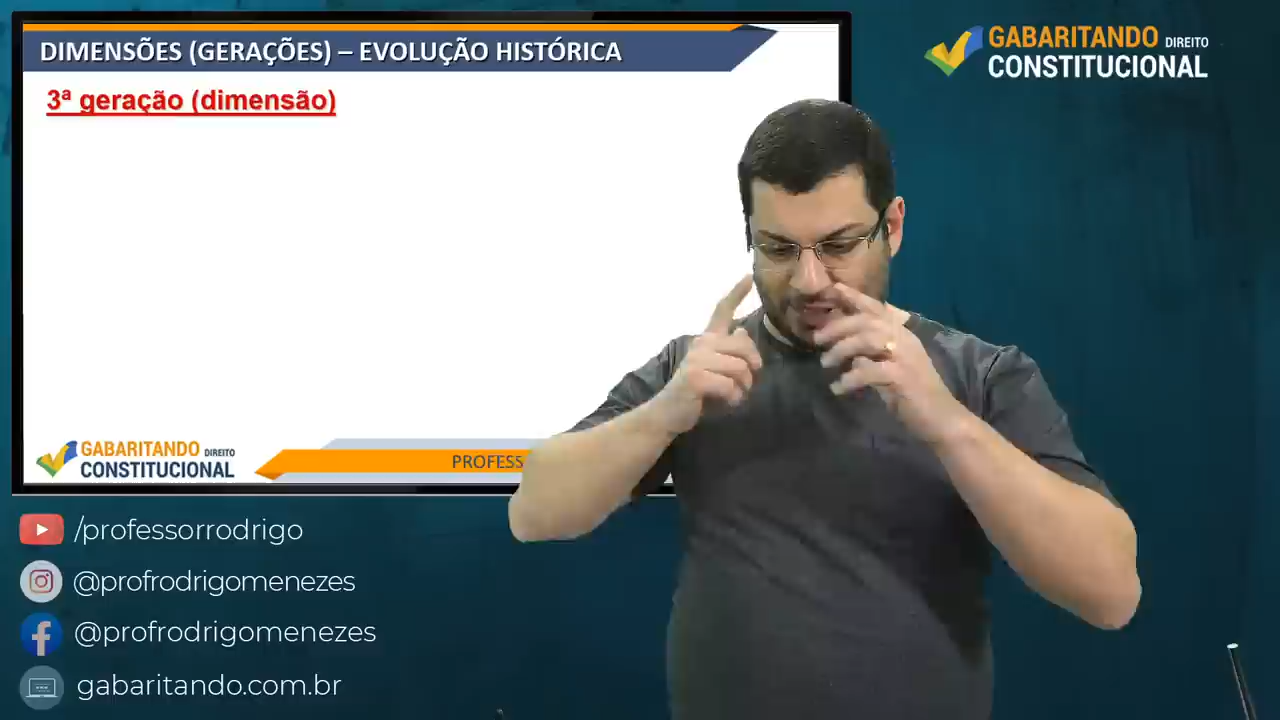 DIMENSÕES (GERAÇÕES) – EVOLUÇÃO HISTÓRICA
3ª geração (dimensão)
GABARITANDO DIREITO
CONSTITUCIONAL
GABARITANDO DIREITO
CONSTITUCIONAL
PROFESS
/professorrodrigo
@profrodrigomenezes
@profrodrigomenezes
gabaritando.com.br